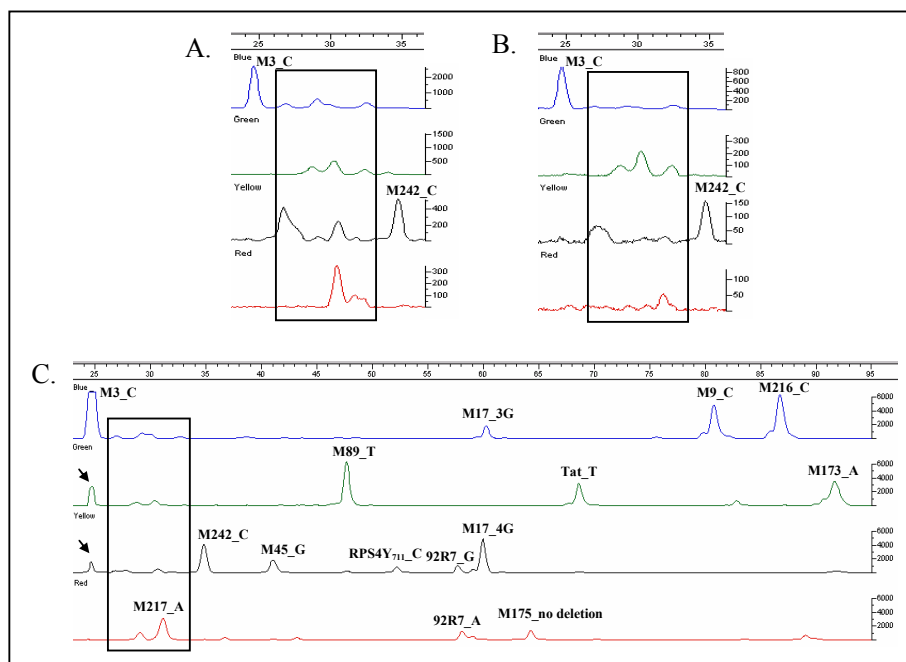 A.
25 30 35
Blue
M3_C
2000
1000
Green
1500
1000
500
Yellow
M242_C
400
200
Red
300
200
100
B.
25 30 35
Blue
M3_C
800
600
400
200
Green
300
200
100
Yellow
M242_C
150
100
50
Red
100
50
C.
25 30 35 40 45 50 55 60 65 70 75 80 85 90 95
Blue
M3_C
M17_3G
M9_C
M216_C
6000
4000
2000
Green
M89_T
Tat_T
M173_A
6000
4000
2000
Yellow
M242_C
M45_G
RPS4Y711_C
92R7_G
M17_4G
6000
4000
2000
Red
M217_A
92R7_A
M175_no deletion
6000
4000
2000